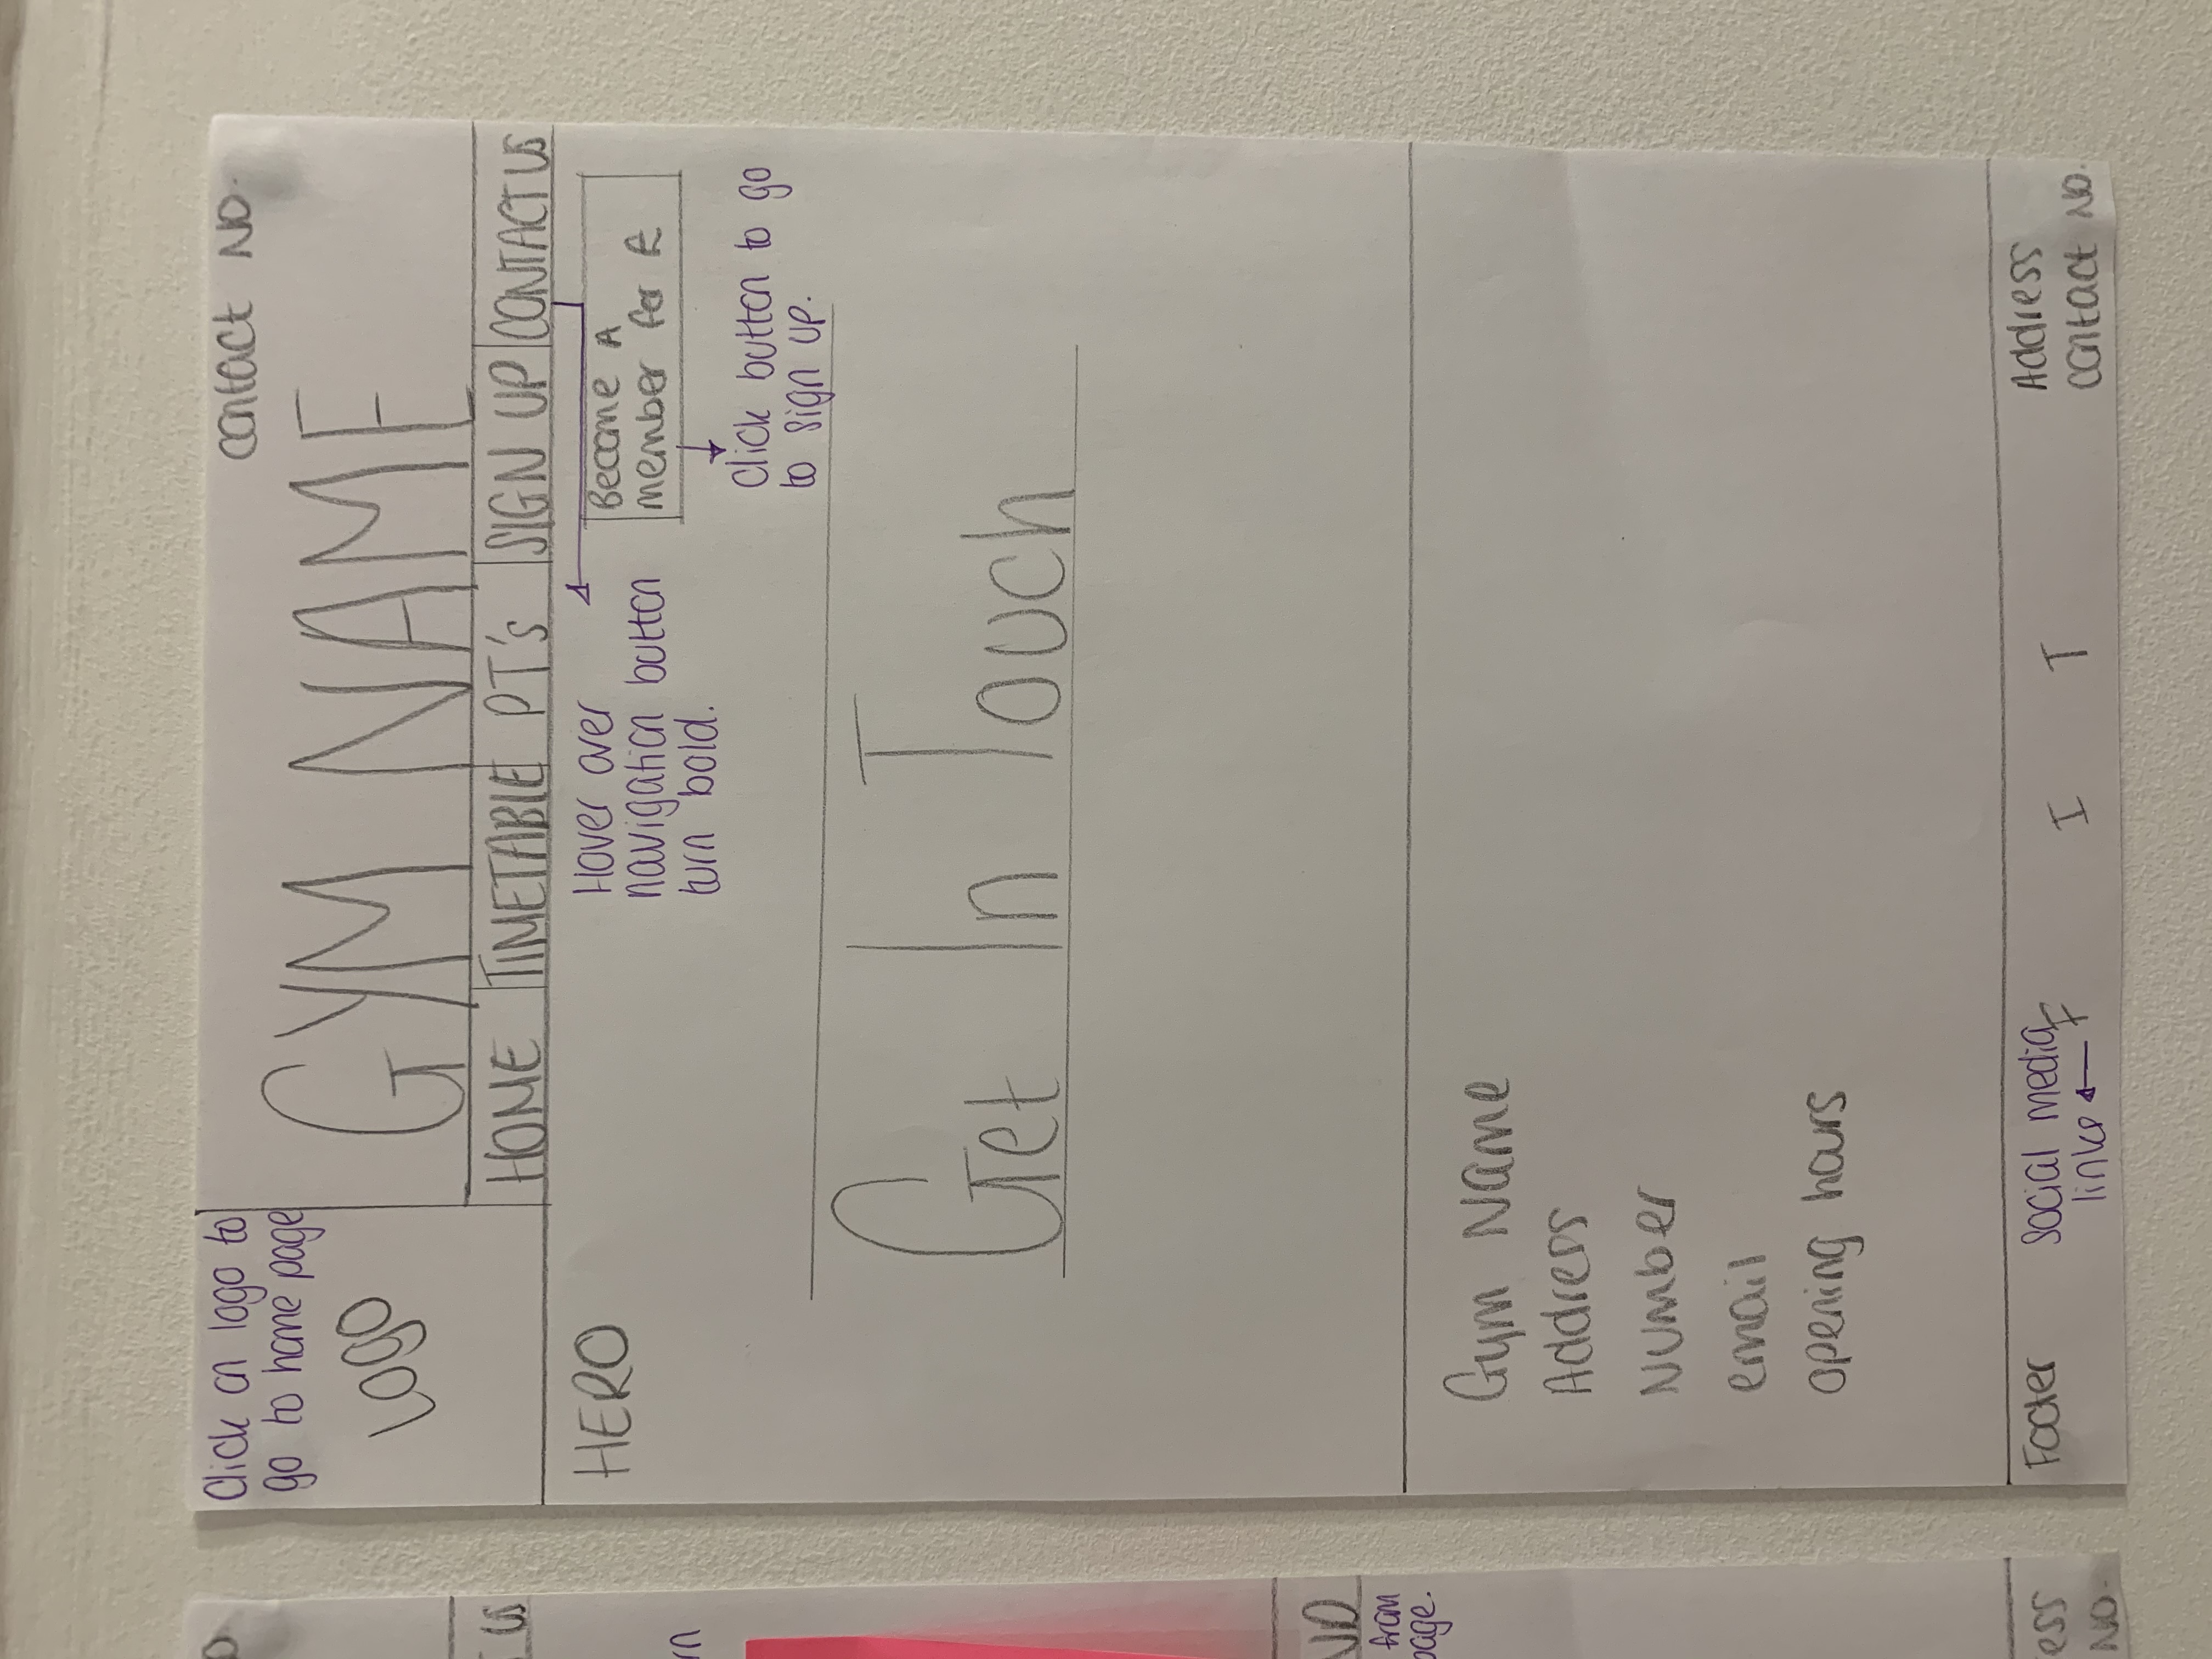 D
T US
rn
ND
from
page.
ess
NO.
Click on logo to
go to home page
Logo
contact NO.
GYM NAME
HOME TIMETABLE PT's SIGN UP CONTACT US
HERO
Hover over
navigation button
turn bold.
Become A
member for £
Click button to go
to sign up.
Get In Touch
Gym Name
Address
Number
email
opening hours
Footer
Social media
links
F I T
Address
contact NO.